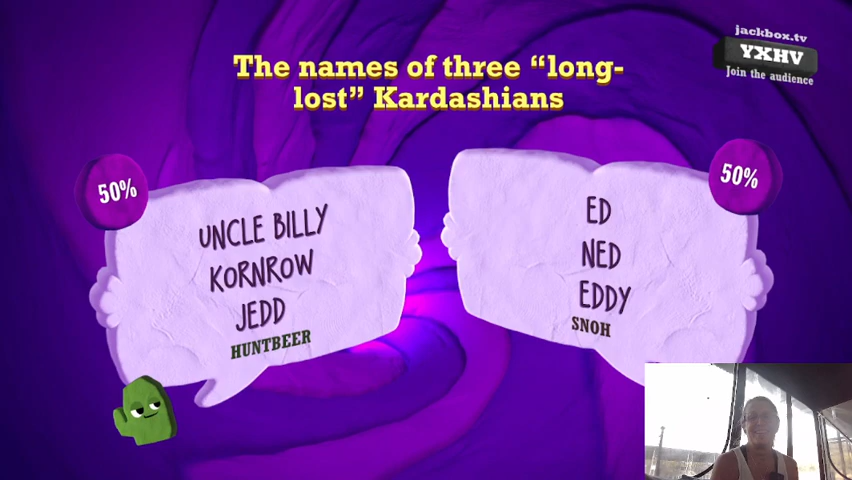 jackbox.tv
YXHV
Join the audience
The names of three “long-
lost” Kardashians
50%
UNCLE BILLY
KORNROW
JEDD
HUNTBEER
50%
ED
NED
EDDY
SNOH